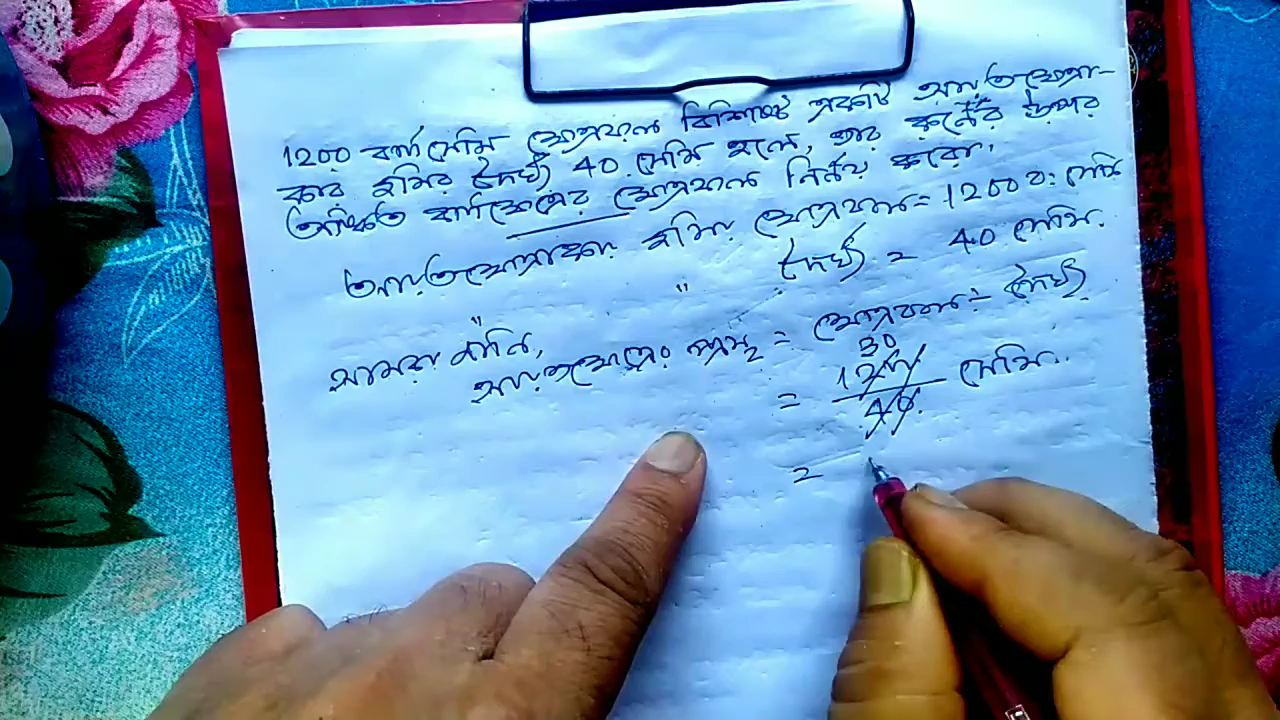 1200 বর্গসেমি ক্ষেত্রফল বিশিষ্ট একটি আয়তক্ষেত্রা-
কার জমির দৈর্ঘ্য 40 সেমি হলে, তার কর্ণের উপর
অঙ্কিত বর্গক্ষেত্রের ক্ষেত্রফল নির্ণয় করো।
আয়তক্ষেত্রাকার জমির ক্ষেত্রফল = 1200 ব: সেমি
" " দৈর্ঘ্য = 40 সেমি.
আমরা জানি,
আয়তক্ষেত্রের প্রস্থ = ক্ষেত্রফল ÷ দৈর্ঘ্য
30
= 1200 সেমি.
40
=